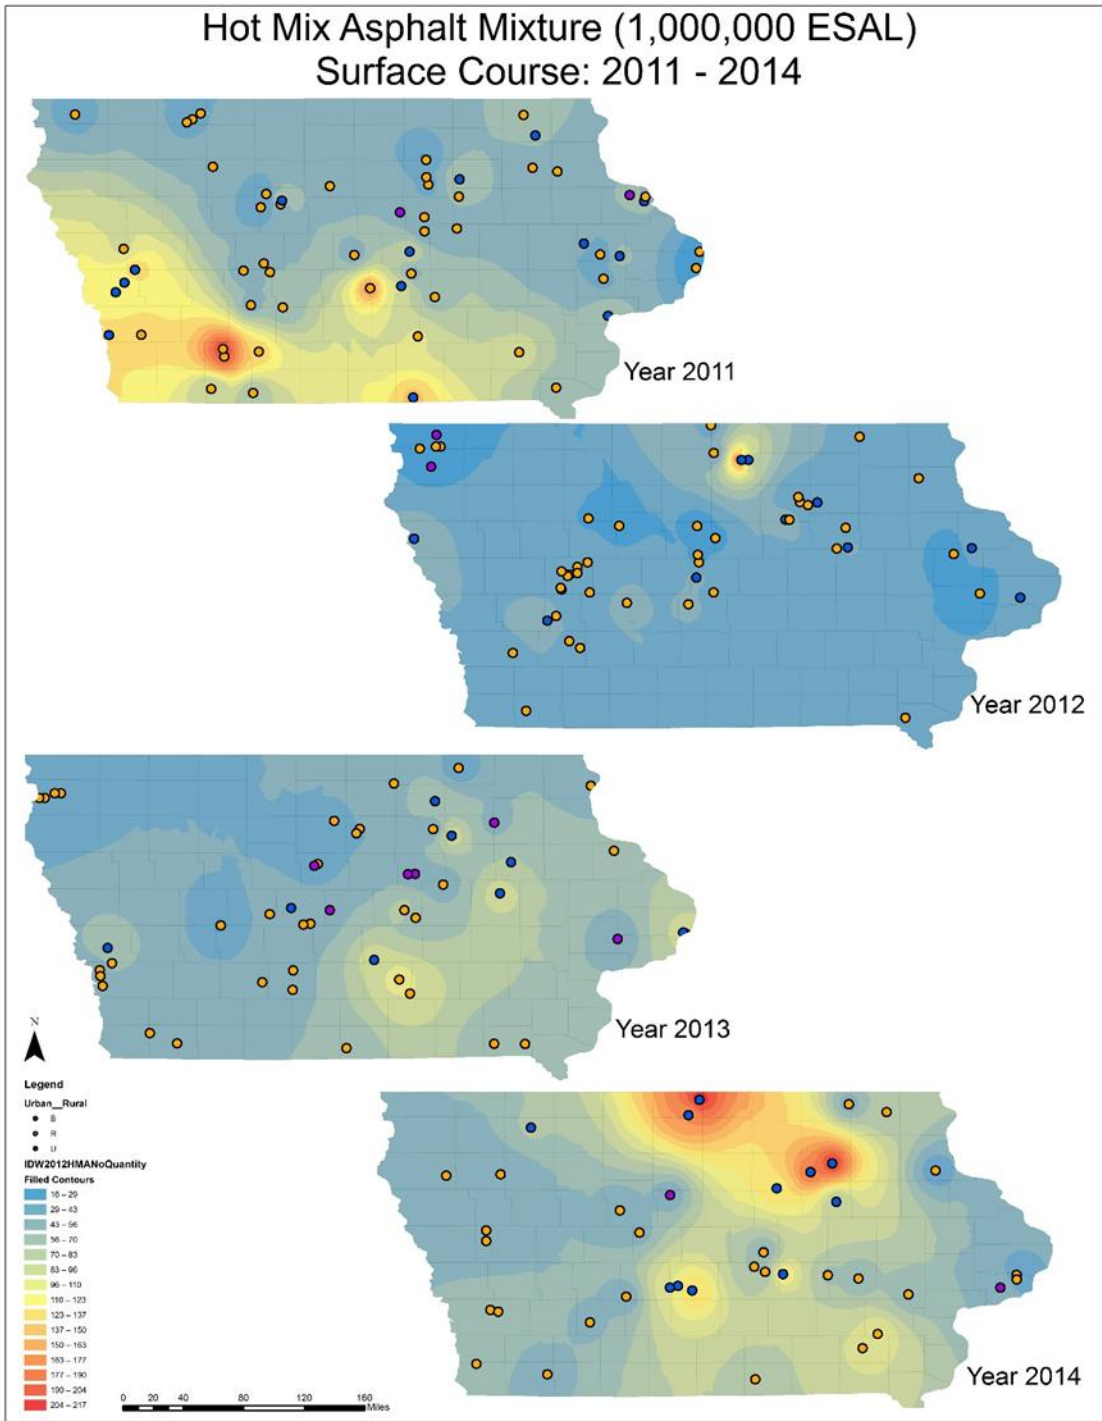 Hot Mix Asphalt Mixture (1,000,000 ESAL)
Surface Course: 2011 - 2014
Year 2011
Year 2012
Year 2013
N
Legend
Urban__Rural
B
R
U
IDW2012HMANoQuantity
Filled Contours
16 – 29
29 – 43
43 – 56
56 – 70
70 – 83
83 – 96
96 – 110
110 – 123
123 – 137
137 – 150
150 – 163
163 – 177
177 – 190
190 – 204
204 – 217
Year 2014
0 20 40 80 120 160
Miles